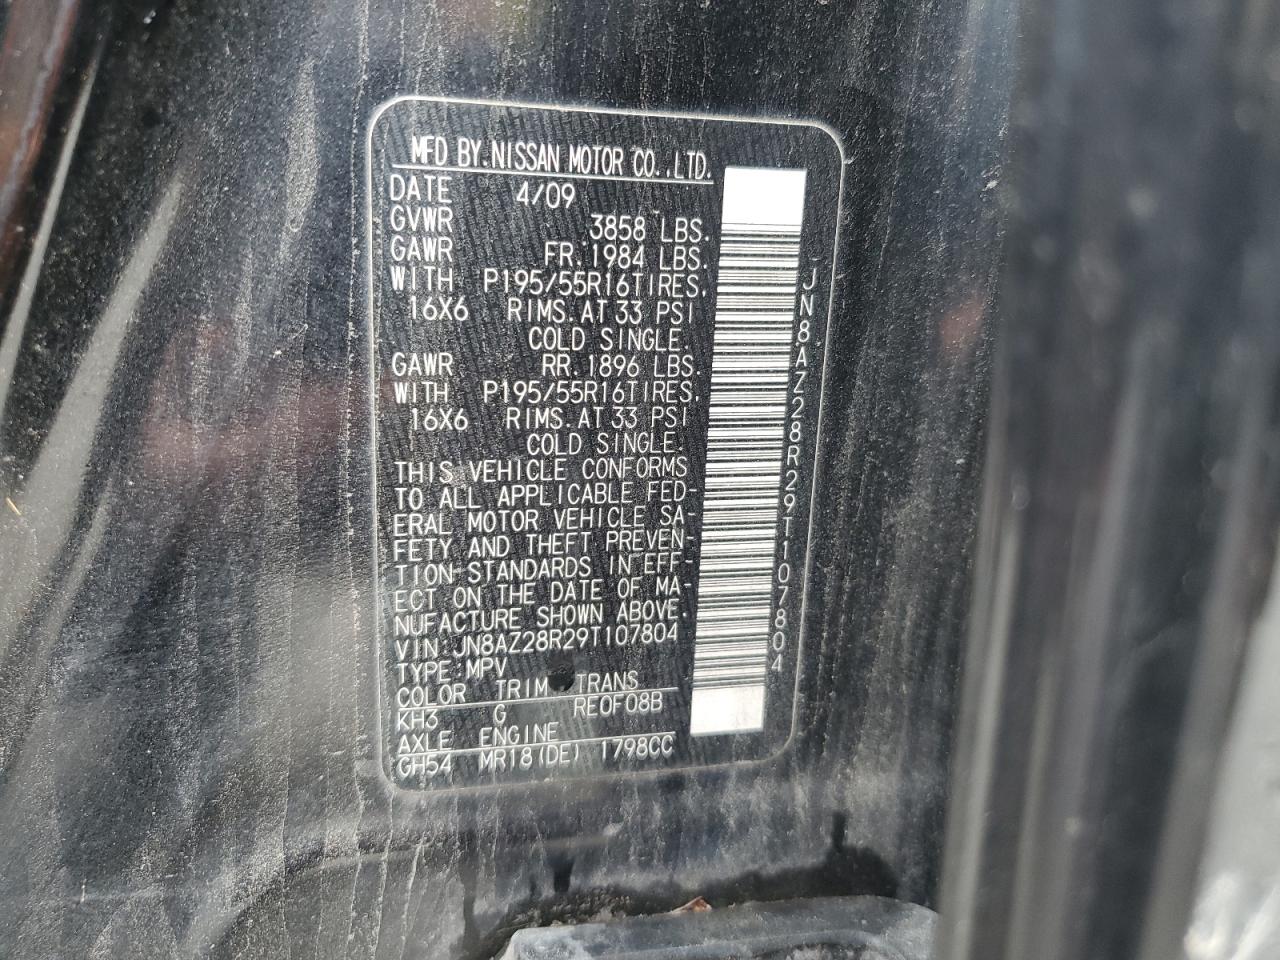 MFD BY.NISSAN MOTOR CO.,LTD.
DATE 4/09
GVWR 3858 LBS.
GAWR FR.1984 LBS.
WITH P195/55R16TIRES,
16X6 RIMS.AT 33 PSI
COLD SINGLE.
GAWR RR.1896 LBS.
WITH P195/55R16TIRES.
16X6 RIMS.AT 33 PSI
COLD SINGLE.
THIS VEHICLE CONFORMS
TO ALL APPLICABLE FED-
ERAL MOTOR VEHICLE SA-
FETY AND THEFT PREVEN-
TION-STANDARDS IN EFF-
ECT ON THE DATE OF MA-
NUFACTURE SHOWN ABOVE.
VIN:JN8AZ28R29T107804
TYPE:MPV
COLOR TRIM TRANS
KH3 G RE0F08B
AXLE ENGINE
GH54 MR18(DE) 1798CC
JN8AZ28R29T107804